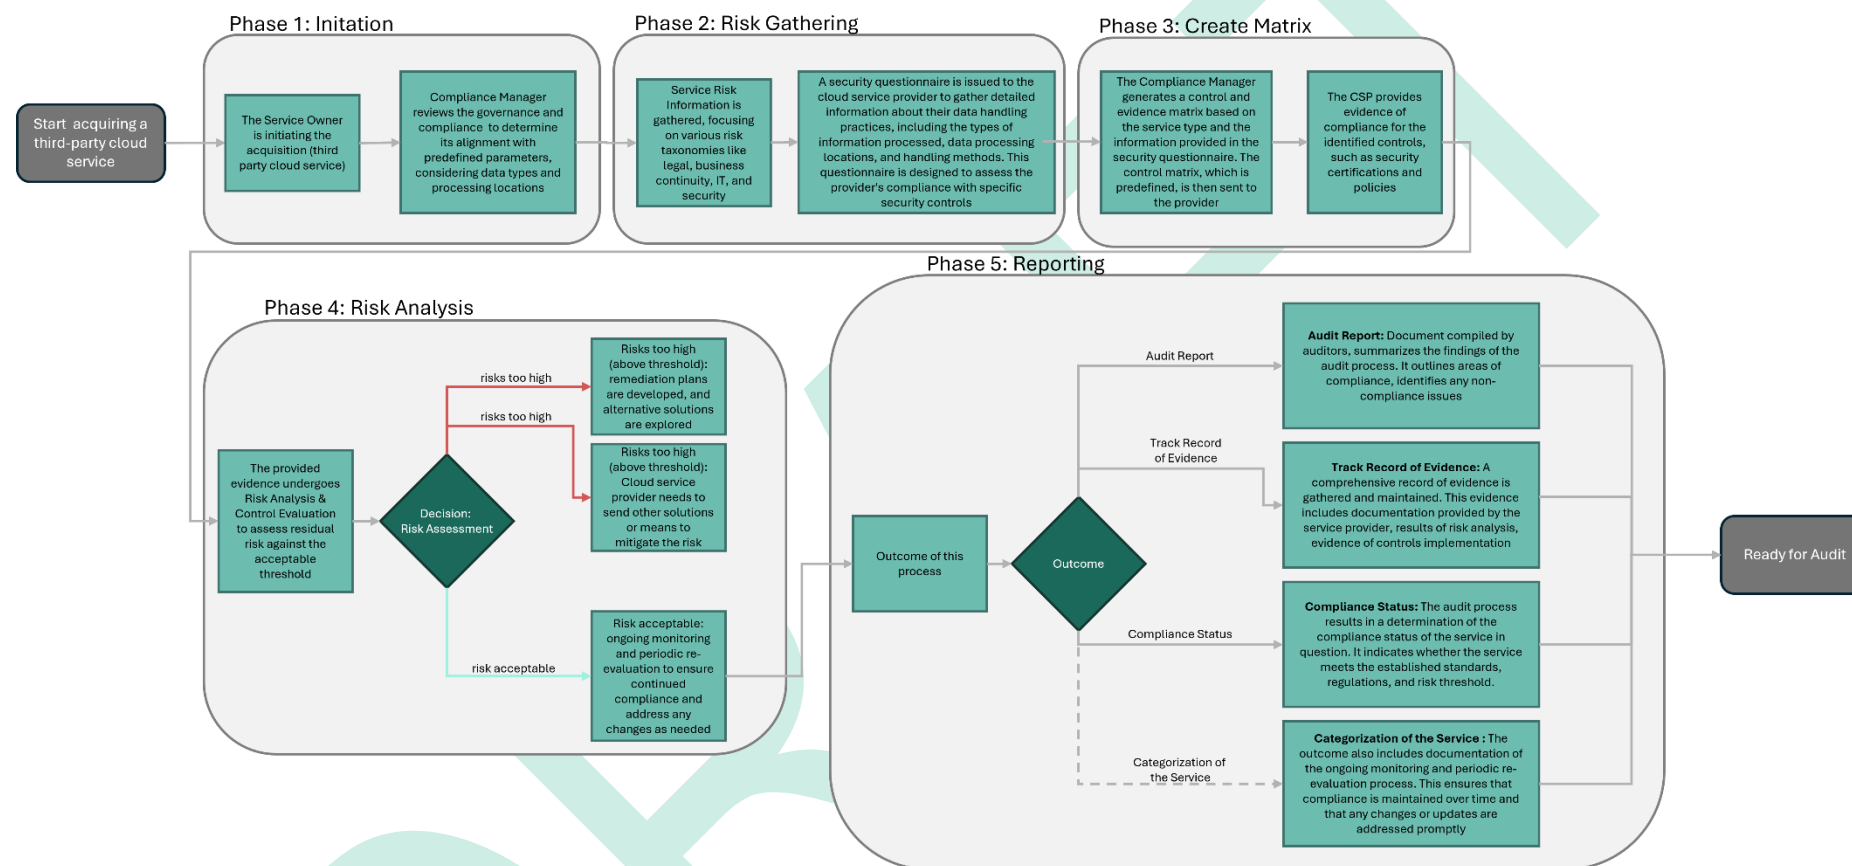 Phase 1: Initation
Phase 2: Risk Gathering
Phase 3: Create Matrix
Start acquiring a
third-party cloud
service
The Service Owner
is initiating the
acquisition (third
party cloud service)
Compliance Manager
reviews the governance and
compliance to determine
its alignment with
predefined parameters,
considering data types and
processing locations
Service Risk
Information is
gathered, focusing
on various risk
taxonomies like
legal, business
continuity, IT, and
security
A security questionnaire is issued to the
cloud service provider to gather detailed
information about their data handling
practices, including the types of
information processed, data processing
locations, and handling methods. This
questionnaire is designed to assess the
provider's compliance with specific
security controls
The Compliance Manager
generates a control and
evidence matrix based on
the service type and the
information provided in the
security questionnaire. The
control matrix, which is
predefined, is then sent to
the provider
The CSP provides
evidence of
compliance for the
identified controls,
such as security
certifications and
policies
Phase 4: Risk Analysis
The provided
evidence undergoes
Risk Analysis &
Control Evaluation
to assess residual
risk against the
acceptable
threshold
Decision:
Risk Assessment
risks too high
risks too high
risk acceptable
Risks too high
(above threshold):
remediation plans
are developed, and
alternative solutions
are explored
Risks too high
(above threshold):
Cloud service
provider needs to
send other solutions
or means to
mitigate the risk
Risk acceptable:
ongoing monitoring
and periodic re-
evaluation to ensure
continued
compliance and
address any
changes as needed
Phase 5: Reporting
Outcome of this
process
Outcome
Audit Report
Track Record
of Evidence
Compliance Status
Categorization of
the Service
Audit Report: Document compiled by
auditors, summarizes the findings of the
audit process. It outlines areas of
compliance, identifies any non-
compliance issues
Track Record of Evidence: A
comprehensive record of evidence is
gathered and maintained. This evidence
includes documentation provided by the
service provider, results of risk analysis,
evidence of controls implementation
Compliance Status: The audit process
results in a determination of the
compliance status of the service in
question. It indicates whether the service
meets the established standards,
regulations, and risk threshold.
Categorization of the Service : The
outcome also includes documentation of
the ongoing monitoring and periodic re-
evaluation process. This ensures that
compliance is maintained over time and
that any changes or updates are
addressed promptly
Ready for Audit